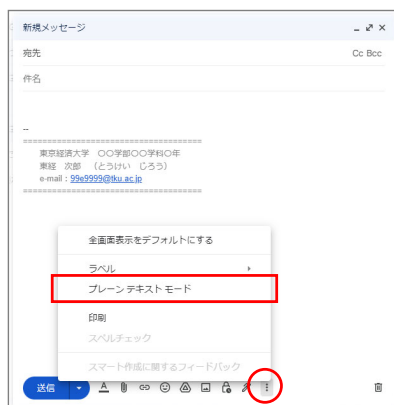 新規メッセージ
宛先 Cc Bcc
件名
--
=====================================
東京経済大学 〇〇学部〇〇学科〇年
東経 次郎 (とうけい じろう)
e-mail : 99e9999@tku.ac.jp
=====================================
全画面表示をデフォルトにする
ラベル
プレーンテキスト モード
印刷
スペルチェック
スマート作成に関するフィードバック
送信